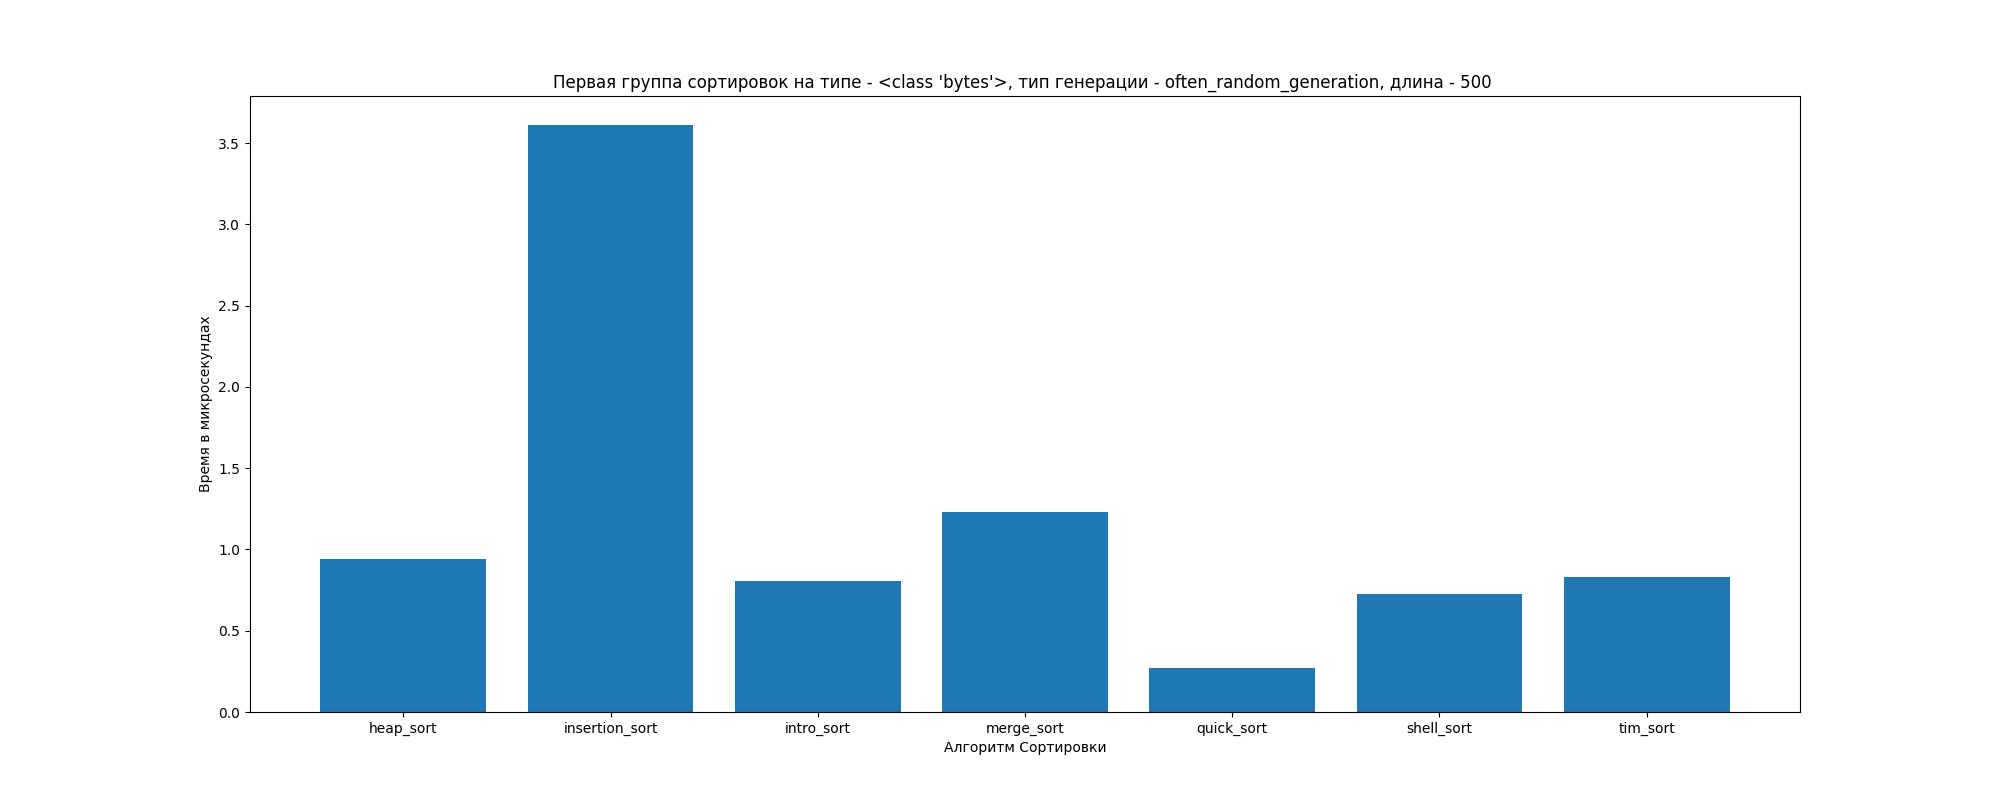 Первая группа сортировок на типе - <class 'bytes'>, тип генерации - often_random_generation, длина - 500
3.5
3.0
2.5
2.0
1.5
1.0
0.5
0.0
Время в микросекундах
heap_sort insertion_sort intro_sort merge_sort quick_sort shell_sort tim_sort
Алгоритм Сортировки